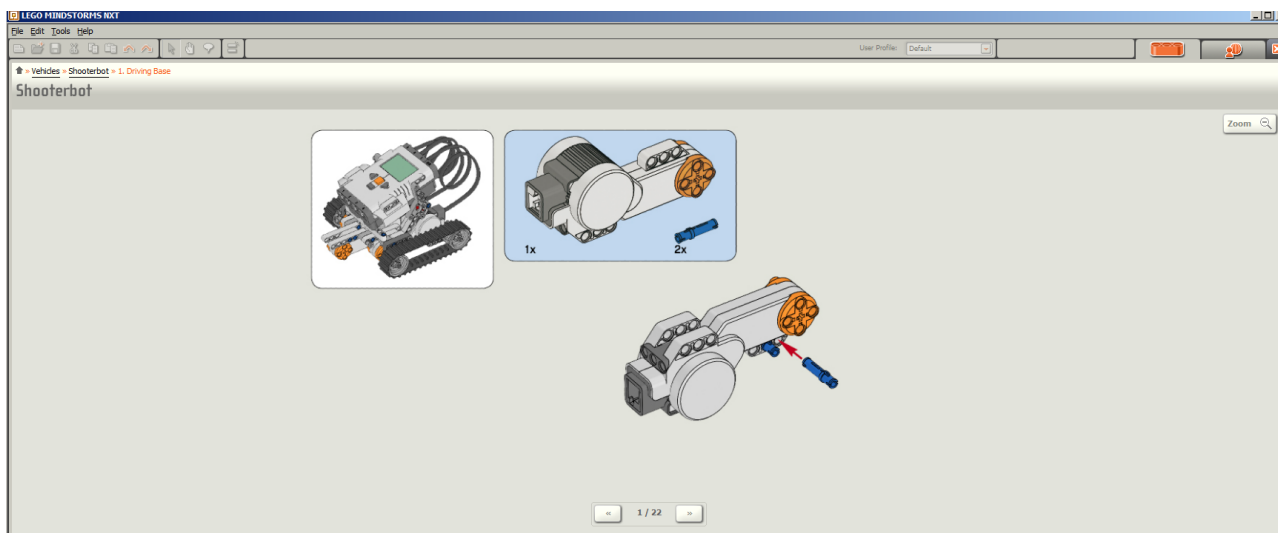 LEGO MINDSTORMS NXT
File Edit Tools Help
User Profile: Default
» Vehicles » Shooterbot » 1. Driving Base
Shooterbot
Zoom
1x 2x
« 1 / 22 »